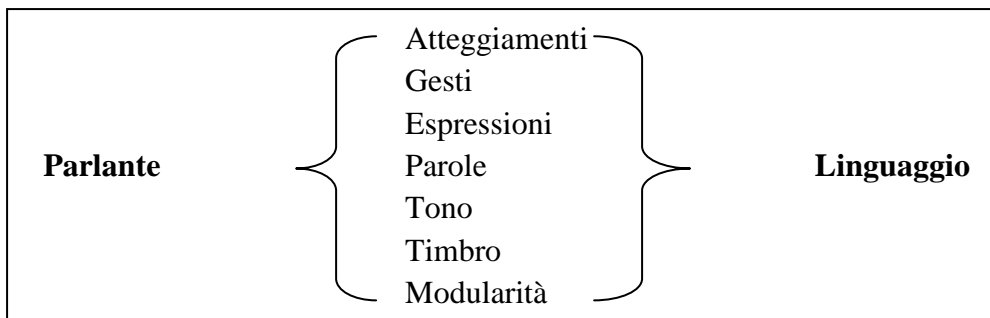 Atteggiamenti
Gesti
Espressioni
Parlante Parole Linguaggio
Tono
Timbro
Modularità